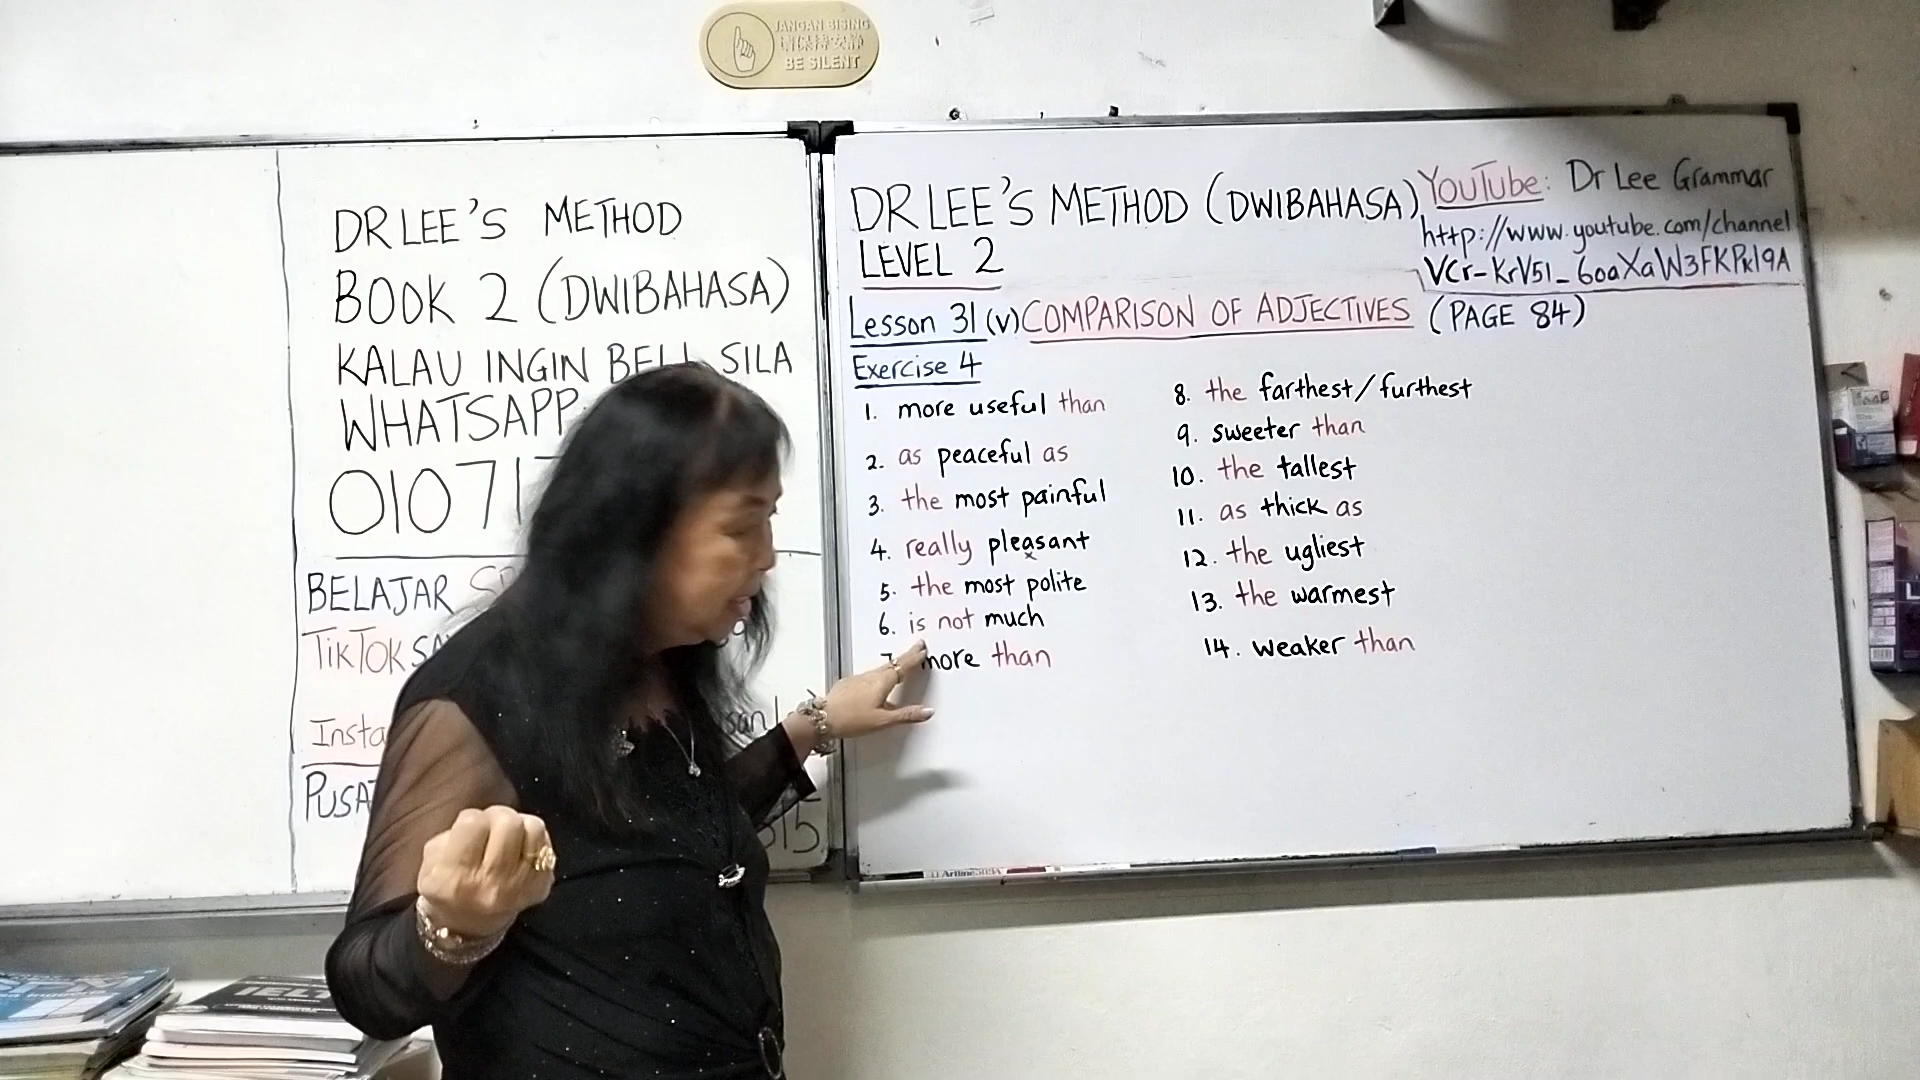 JANGAN BISING
BE SILENT
DR LEE'S METHOD
BOOK 2 (DWIBAHASA)
KALAU INGIN BELI SILA
WHATSAPP
010717
BELAJAR
TikTok
Insta
PUSAT
DR LEE'S METHOD (DWIBAHASA)
LEVEL 2
YouTube: Dr Lee Grammar
http://www.youtube.com/channel
VCr-KrV51_6oaXaW3FKPkl9A
Lesson 31 (v) COMPARISON OF ADJECTIVES (PAGE 84)
Exercise 4
1. more useful than
2. as peaceful as
3. the most painful
4. really pleasant
5. the most polite
6. is not much
7. more than
8. the farthest/furthest
9. sweeter than
10. the tallest
11. as thick as
12. the ugliest
13. the warmest
14. weaker than
IELT